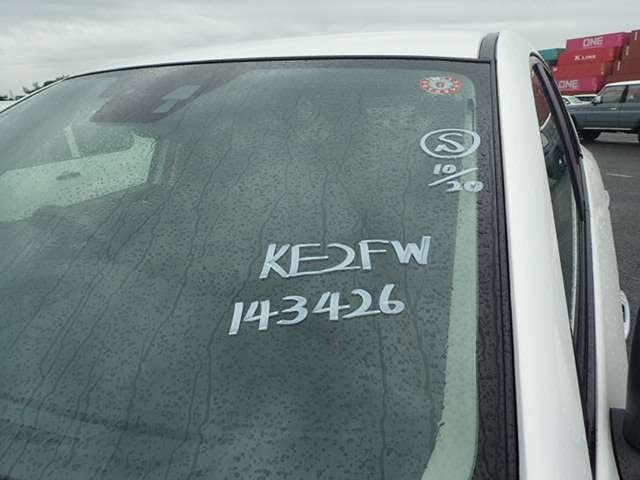 ONE
K LINE
ONE
S
10/20
KE2FW
143426